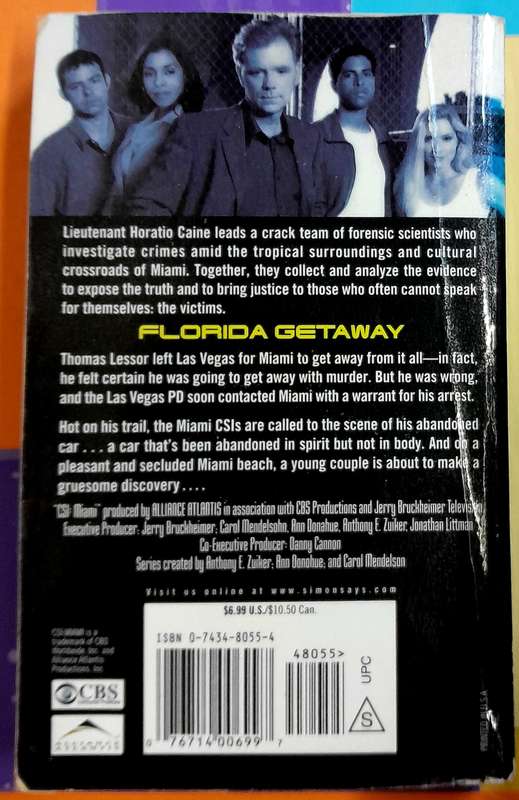 Lieutenant Horatio Caine leads a crack team of forensic scientists who
investigate crimes amid the tropical surroundings and cultural
crossroads of Miami. Together, they collect and analyze the evidence
to expose the truth and to bring justice to those who often cannot speak
for themselves: the victims.
FLORIDA GETAWAY
Thomas Lessor left Las Vegas for Miami to get away from it all—in fact,
he felt certain he was going to get away with murder. But he was wrong,
and the Las Vegas PD soon contacted Miami with a warrant for his arrest.
Hot on his trail, the Miami CSIs are called to the scene of his abandoned
car . . . a car that's been abandoned in spirit but not in body. And on a
pleasant and secluded Miami beach, a young couple is about to make a
gruesome discovery . . . .
"CSI: Miami" produced by ALLIANCE ATLANTIS in association with CBS Productions and Jerry Bruckheimer Television
Executive Producer: Jerry Bruckheimer; Carol Mendelsohn, Ann Donahue, Anthony E. Zuiker, Jonathan Littman
Co-Executive Producer: Danny Cannon
Series created by Anthony E. Zuiker, Ann Donohue, and Carol Mendelson
Visit us online at www.simonsays.com
$6.99 U.S./$10.50 Can.
ISBN 0-7434-8055-4
48055>
UPC
S
0 76714 00699 7
CSI: MIAMI is a
trademark of CBS
Worldwide, Inc. and
Alliance Atlantis
Productions, Inc.
CBS
PRINTED IN U.S.A.